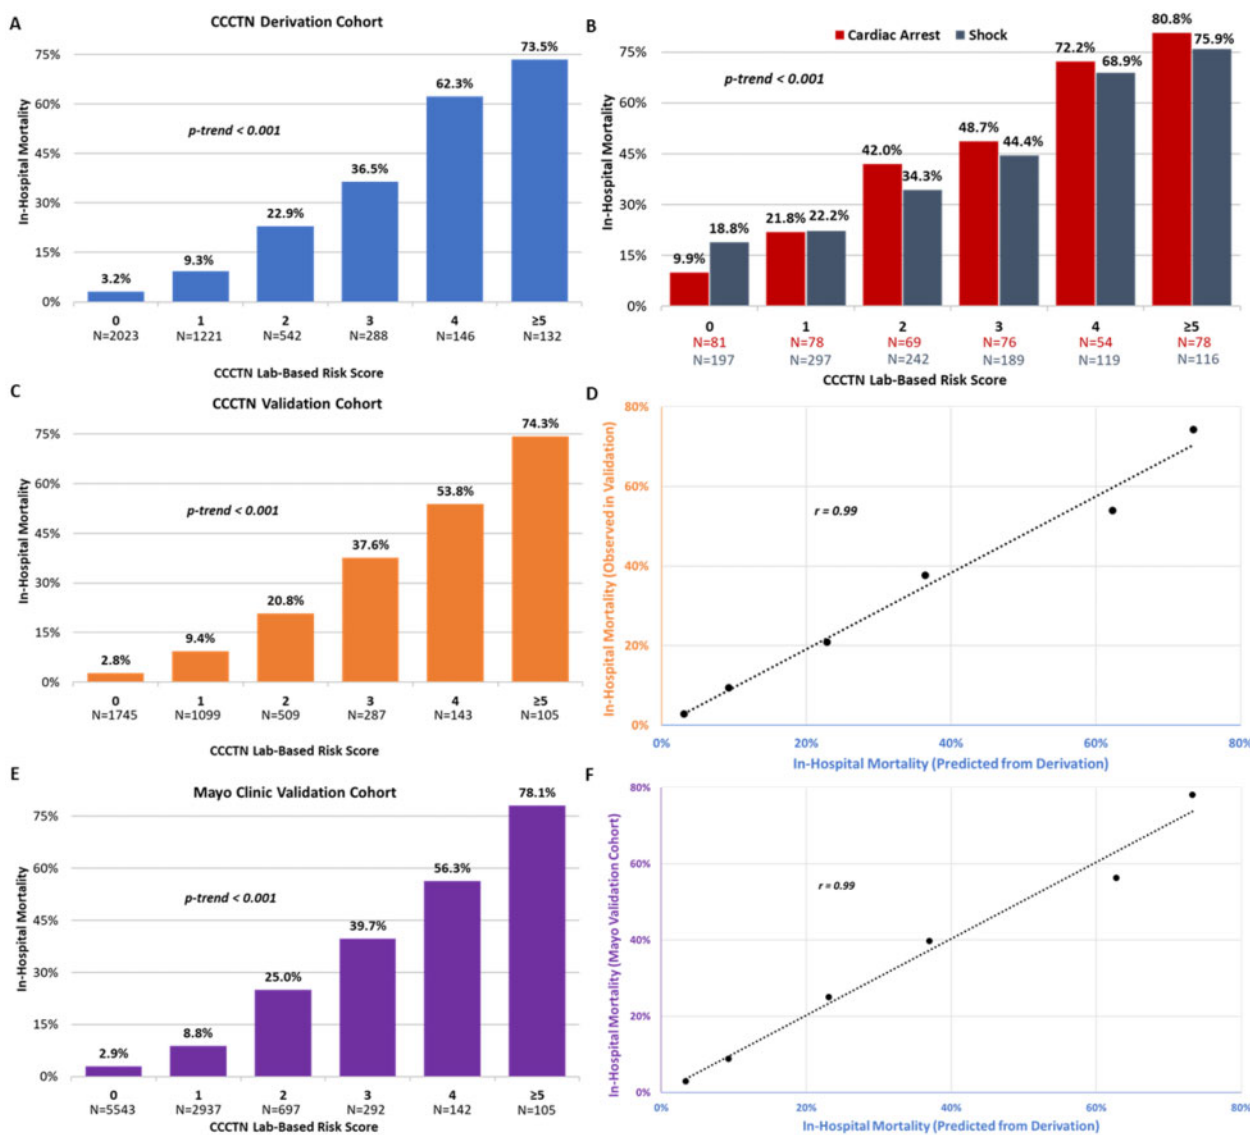 A
CCCTN Derivation Cohort
In-Hospital Mortality
75%
60%
45%
30%
15%
0%
p-trend < 0.001
3.2%
9.3%
22.9%
36.5%
62.3%
73.5%
0 1 2 3 4 ≥5
N=2023 N=1221 N=542 N=288 N=146 N=132
CCCTN Lab-Based Risk Score
B
Cardiac Arrest Shock
In-Hospital Mortality
75%
60%
45%
30%
15%
0%
p-trend < 0.001
9.9% 18.8%
21.8% 22.2%
42.0% 34.3%
48.7% 44.4%
72.2% 68.9%
80.8% 75.9%
0 1 2 3 4 ≥5
N=81 N=78 N=69 N=76 N=54 N=78
N=197 N=297 N=242 N=189 N=119 N=116
CCCTN Lab-Based Risk Score
C
CCCTN Validation Cohort
In-Hospital Mortality
75%
60%
45%
30%
15%
0%
p-trend < 0.001
2.8%
9.4%
20.8%
37.6%
53.8%
74.3%
0 1 2 3 4 ≥5
N=1745 N=1099 N=509 N=287 N=143 N=105
CCCTN Lab-Based Risk Score
D
In-Hospital Mortality (Observed in Validation)
80%
60%
40%
20%
0%
r = 0.99
0% 20% 40% 60% 80%
In-Hospital Mortality (Predicted from Derivation)
E
Mayo Clinic Validation Cohort
In-Hospital Mortality
75%
60%
45%
30%
15%
0%
p-trend < 0.001
2.9%
8.8%
25.0%
39.7%
56.3%
78.1%
0 1 2 3 4 ≥5
N=5543 N=2937 N=697 N=292 N=142 N=105
CCCTN Lab-Based Risk Score
F
In-Hospital Mortality (Mayo Validation Cohort)
80%
60%
40%
20%
0%
r = 0.99
0% 20% 40% 60% 80%
In-Hospital Mortality (Predicted from Derivation)